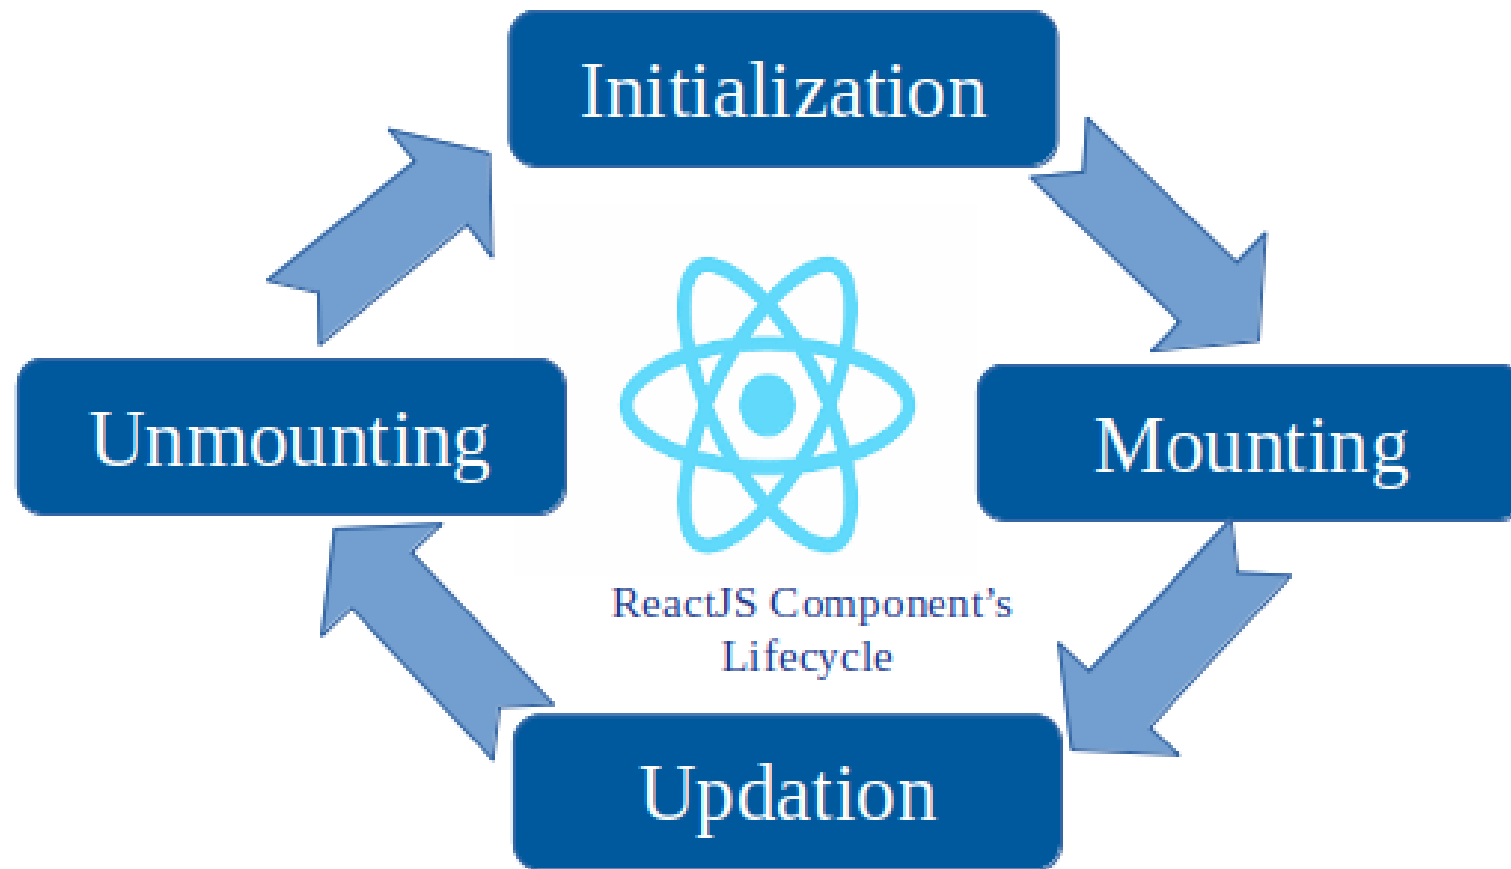 Initialization
Unmounting
Mounting
ReactJS Component’s
Lifecycle
Updation